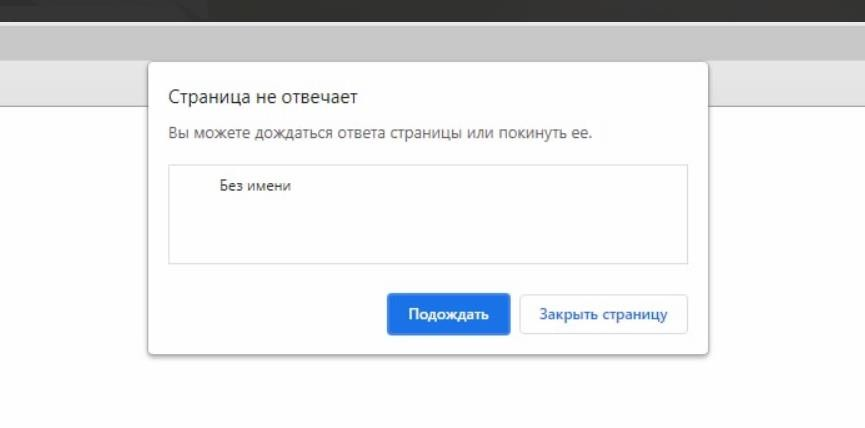 Страница не отвечает
Вы можете дождаться ответа страницы или покинуть ее.
Без имени
Подождать
Закрыть страницу